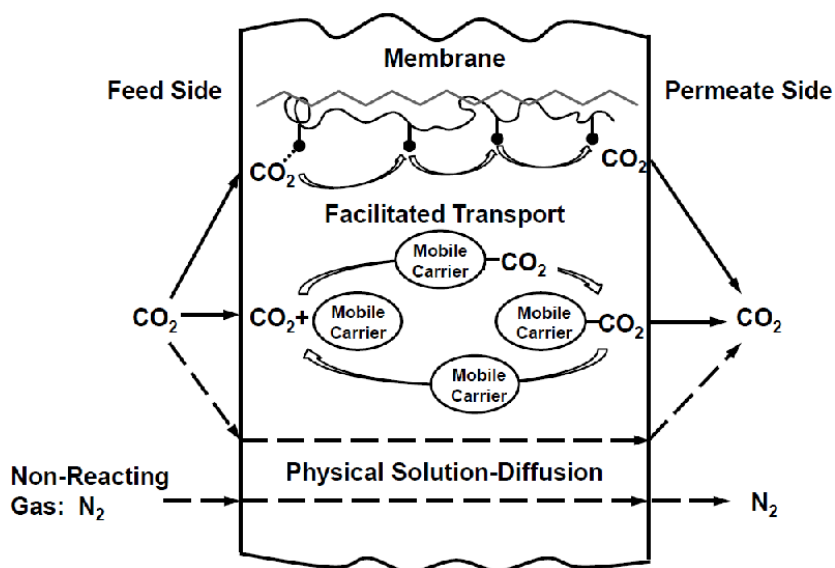 Membrane
Feed Side
Permeate Side
CO₂
CO₂
Facilitated Transport
Mobile
Carrier
CO₂
CO₂
CO₂+
Mobile
Carrier
Mobile
Carrier
CO₂
CO₂
Mobile
Carrier
Physical Solution-Diffusion
Non-Reacting
Gas: N₂
N₂